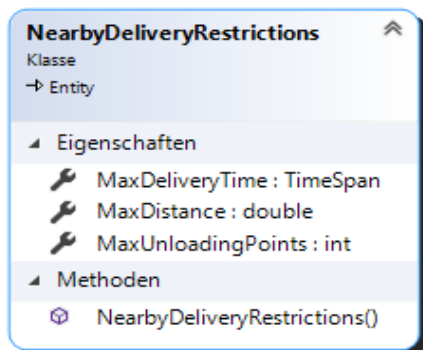 NearbyDeliveryRestrictions
Klasse
Entity
Eigenschaften
MaxDeliveryTime : TimeSpan
MaxDistance : double
MaxUnloadingPoints : int
Methoden
NearbyDeliveryRestrictions()